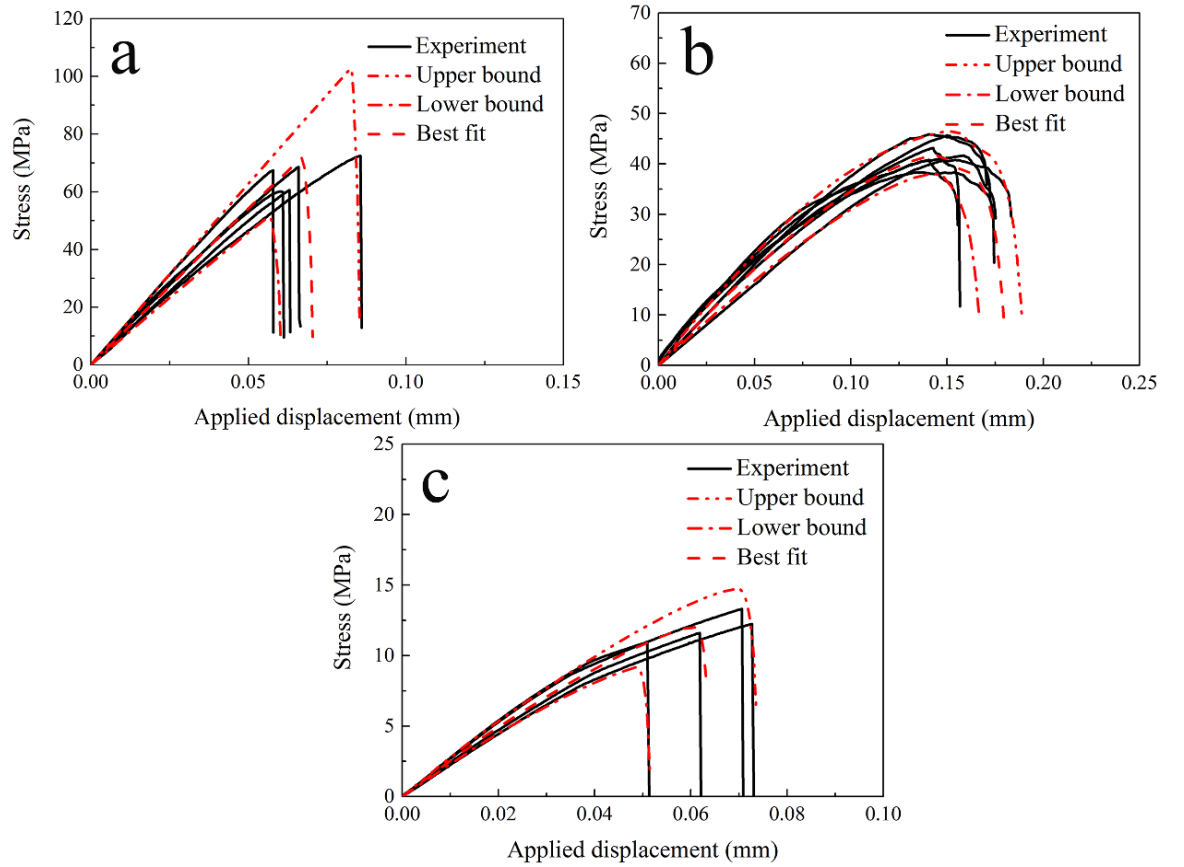 a
Experiment
Upper bound
Lower bound
Best fit
120
100
80
60
40
20
0
Stress (MPa)
0.00 0.05 0.10 0.15
Applied displacement (mm)
b
Experiment
Upper bound
Lower bound
Best fit
70
60
50
40
30
20
10
0
Stress (MPa)
0.00 0.05 0.10 0.15 0.20 0.25
Applied displacement (mm)
c
Experiment
Upper bound
Lower bound
Best fit
25
20
15
10
5
0
Stress (MPa)
0.00 0.02 0.04 0.06 0.08 0.10
Applied displacement (mm)